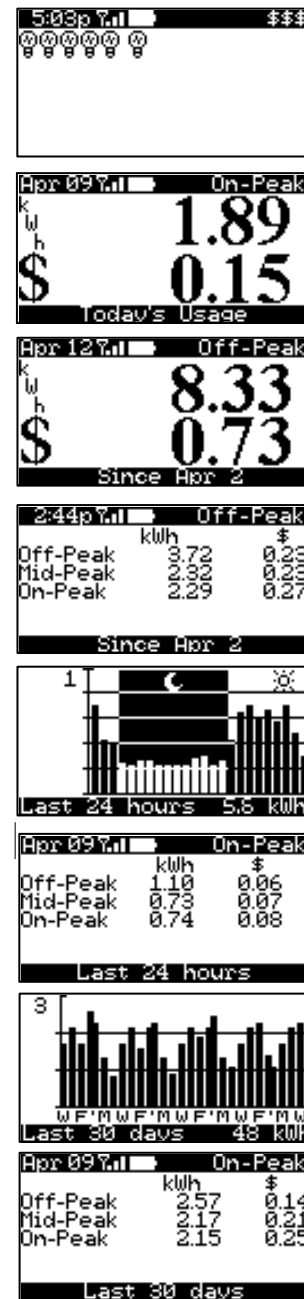 5:03p $$$
Apr 09 On-Peak
kWh 1.89
$ 0.15
Today's Usage
Apr 12 Off-Peak
kWh 8.33
$ 0.73
Since Apr 2
2:44p Off-Peak
kWh $
Off-Peak 3.72 0.23
Mid-Peak 2.32 0.23
On-Peak 2.29 0.27
Since Apr 2
1
Last 24 hours 5.6 kWh
Apr 09 On-Peak
kWh $
Off-Peak 1.10 0.06
Mid-Peak 0.73 0.07
On-Peak 0.74 0.08
Last 24 hours
3
W F ' M W F ' M W F ' M W F ' M W
Last 30 days 48 kWh
Apr 09 On-Peak
kWh $
Off-Peak 2.57 0.14
Mid-Peak 2.17 0.21
On-Peak 2.15 0.25
Last 30 days